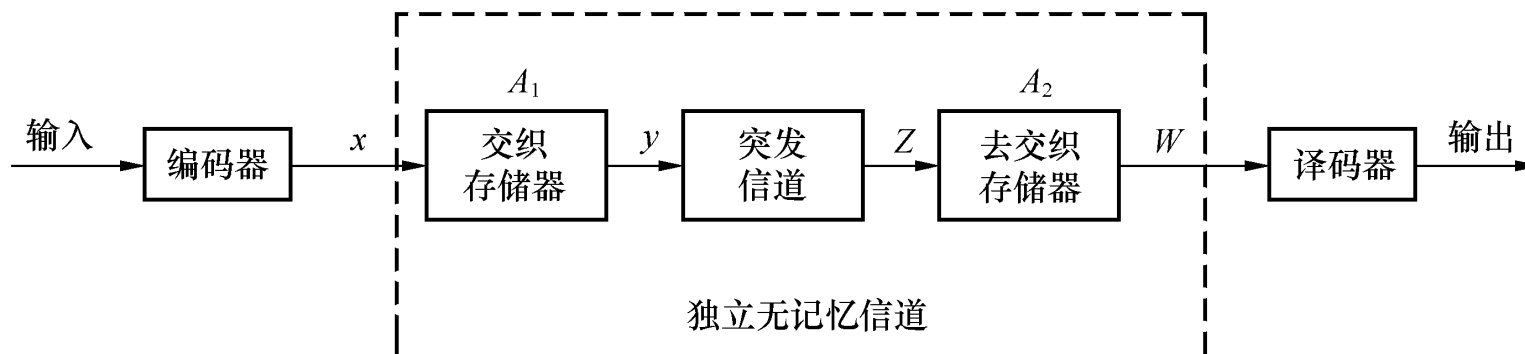 A₁
A₂
输入
编码器
x
交织
存储器
y
突发
信道
Z
去交织
存储器
W
译码器
输出
独立无记忆信道